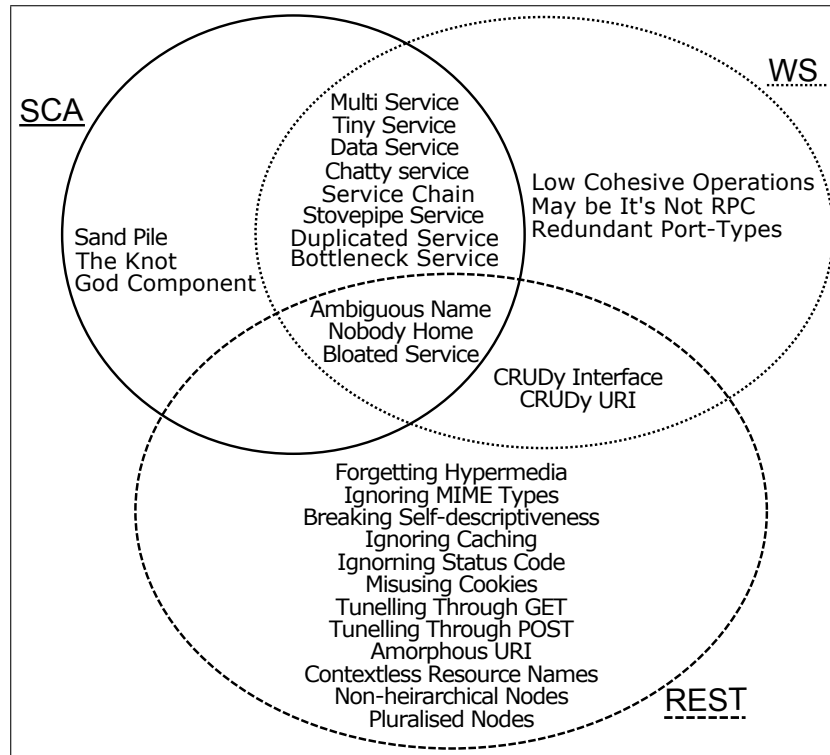 SCA
WS
Multi Service
Tiny Service
Data Service
Chatty service
Service Chain
Stovepipe Service
Duplicated Service
Bottleneck Service
Low Cohesive Operations
May be It's Not RPC
Redundant Port-Types
Sand Pile
The Knot
God Component
Ambiguous Name
Nobody Home
Bloated Service
CRUDy Interface
CRUDy URI
Forgetting Hypermedia
Ignoring MIME Types
Breaking Self-descriptiveness
Ignoring Caching
Ignorning Status Code
Misusing Cookies
Tunelling Through GET
Tunelling Through POST
Amorphous URI
Contextless Resource Names
Non-heirarchical Nodes
Pluralised Nodes
REST